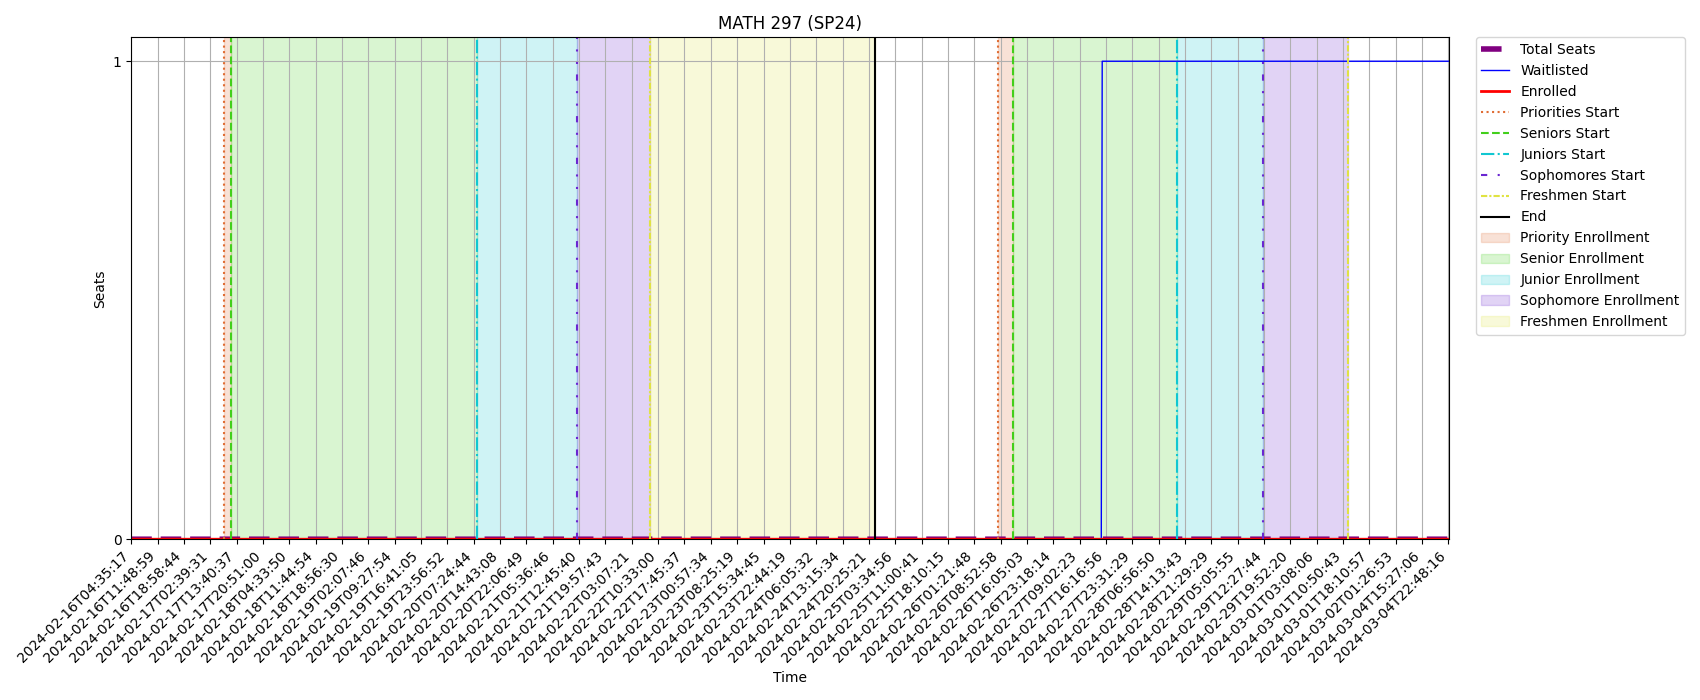 MATH 297 (SP24)
1
0
Seats
Time
2024-02-16T04:35:17
2024-02-16T11:48:59
2024-02-16T18:58:44
2024-02-17T02:39:31
2024-02-17T13:40:37
2024-02-17T20:51:00
2024-02-18T04:33:50
2024-02-18T11:44:54
2024-02-18T18:56:30
2024-02-19T02:07:46
2024-02-19T09:27:54
2024-02-19T16:41:05
2024-02-19T23:56:52
2024-02-20T07:24:44
2024-02-20T14:43:08
2024-02-20T22:06:49
2024-02-21T05:36:46
2024-02-21T12:45:40
2024-02-21T19:57:43
2024-02-22T03:07:21
2024-02-22T10:33:00
2024-02-22T17:45:37
2024-02-23T00:57:34
2024-02-23T08:25:19
2024-02-23T15:34:45
2024-02-23T22:44:19
2024-02-24T06:05:32
2024-02-24T13:15:34
2024-02-24T20:25:21
2024-02-25T03:34:56
2024-02-25T11:00:41
2024-02-25T18:10:15
2024-02-26T01:21:48
2024-02-26T08:52:58
2024-02-26T16:05:03
2024-02-26T23:18:14
2024-02-27T09:02:23
2024-02-27T16:16:56
2024-02-27T23:31:29
2024-02-28T06:56:50
2024-02-28T14:13:43
2024-02-28T21:29:29
2024-02-29T05:05:55
2024-02-29T12:27:44
2024-02-29T19:52:20
2024-03-01T03:08:06
2024-03-01T10:50:43
2024-03-01T18:10:57
2024-03-02T01:26:53
2024-03-04T15:27:06
2024-03-04T22:48:16
Total Seats
Waitlisted
Enrolled
Priorities Start
Seniors Start
Juniors Start
Sophomores Start
Freshmen Start
End
Priority Enrollment
Senior Enrollment
Junior Enrollment
Sophomore Enrollment
Freshmen Enrollment